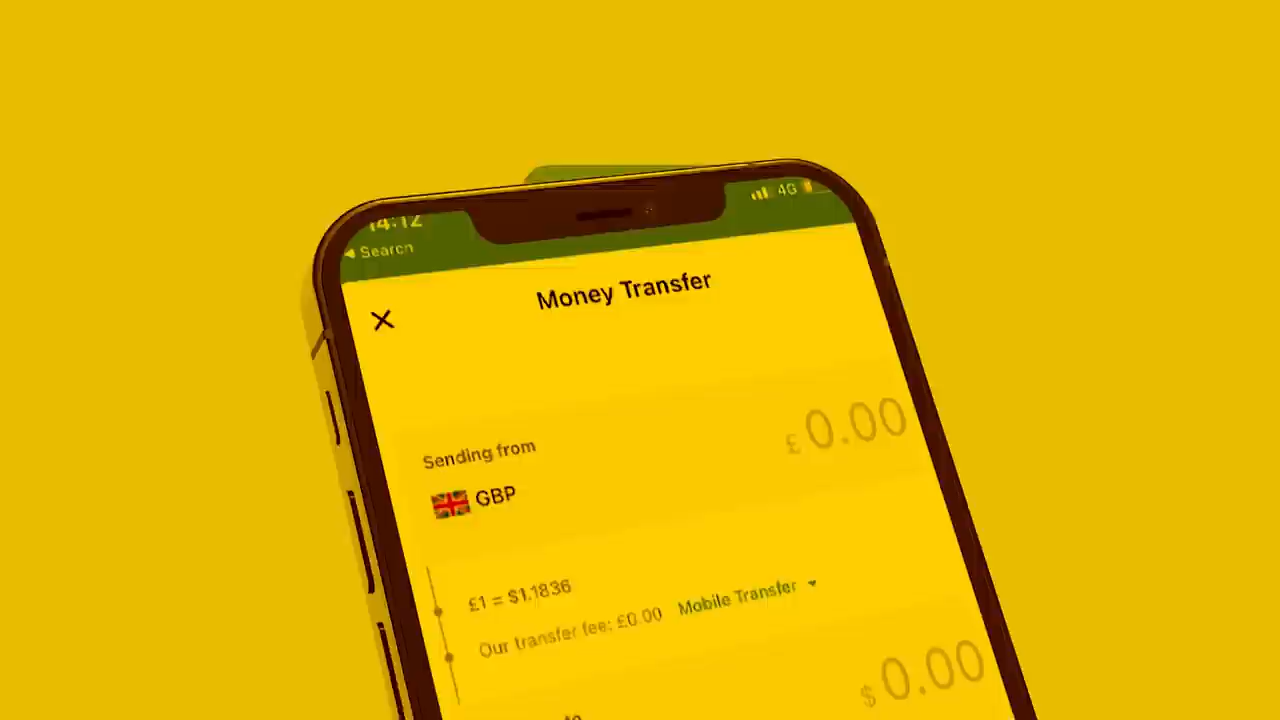 14:12
4G
Search
Money Transfer
Sending from
£ 0.00
GBP
£1 = $1.1836
Our transfer fee: £0.00 Mobile Transfer
$ 0.00